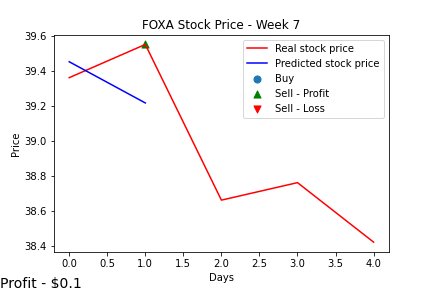 FOXA Stock Price - Week 7
39.6
39.4
39.2
39.0
38.8
38.6
38.4
Price
Real stock price
Predicted stock price
Buy
Sell - Profit
Sell - Loss
0.0 0.5 1.0 1.5 2.0 2.5 3.0 3.5 4.0
Days
Profit - $0.1